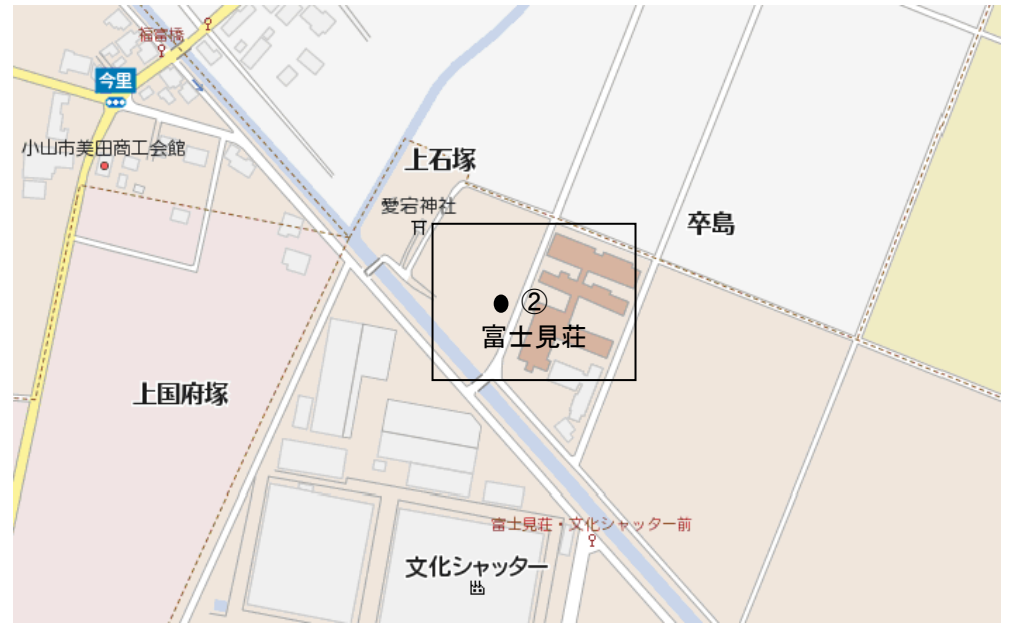 福富橋
今里
小山市美田商工会館
上石塚
愛宕神社
卒島
②
富士見荘
上国府塚
富士見荘・文化シャッター前
文化シャッター